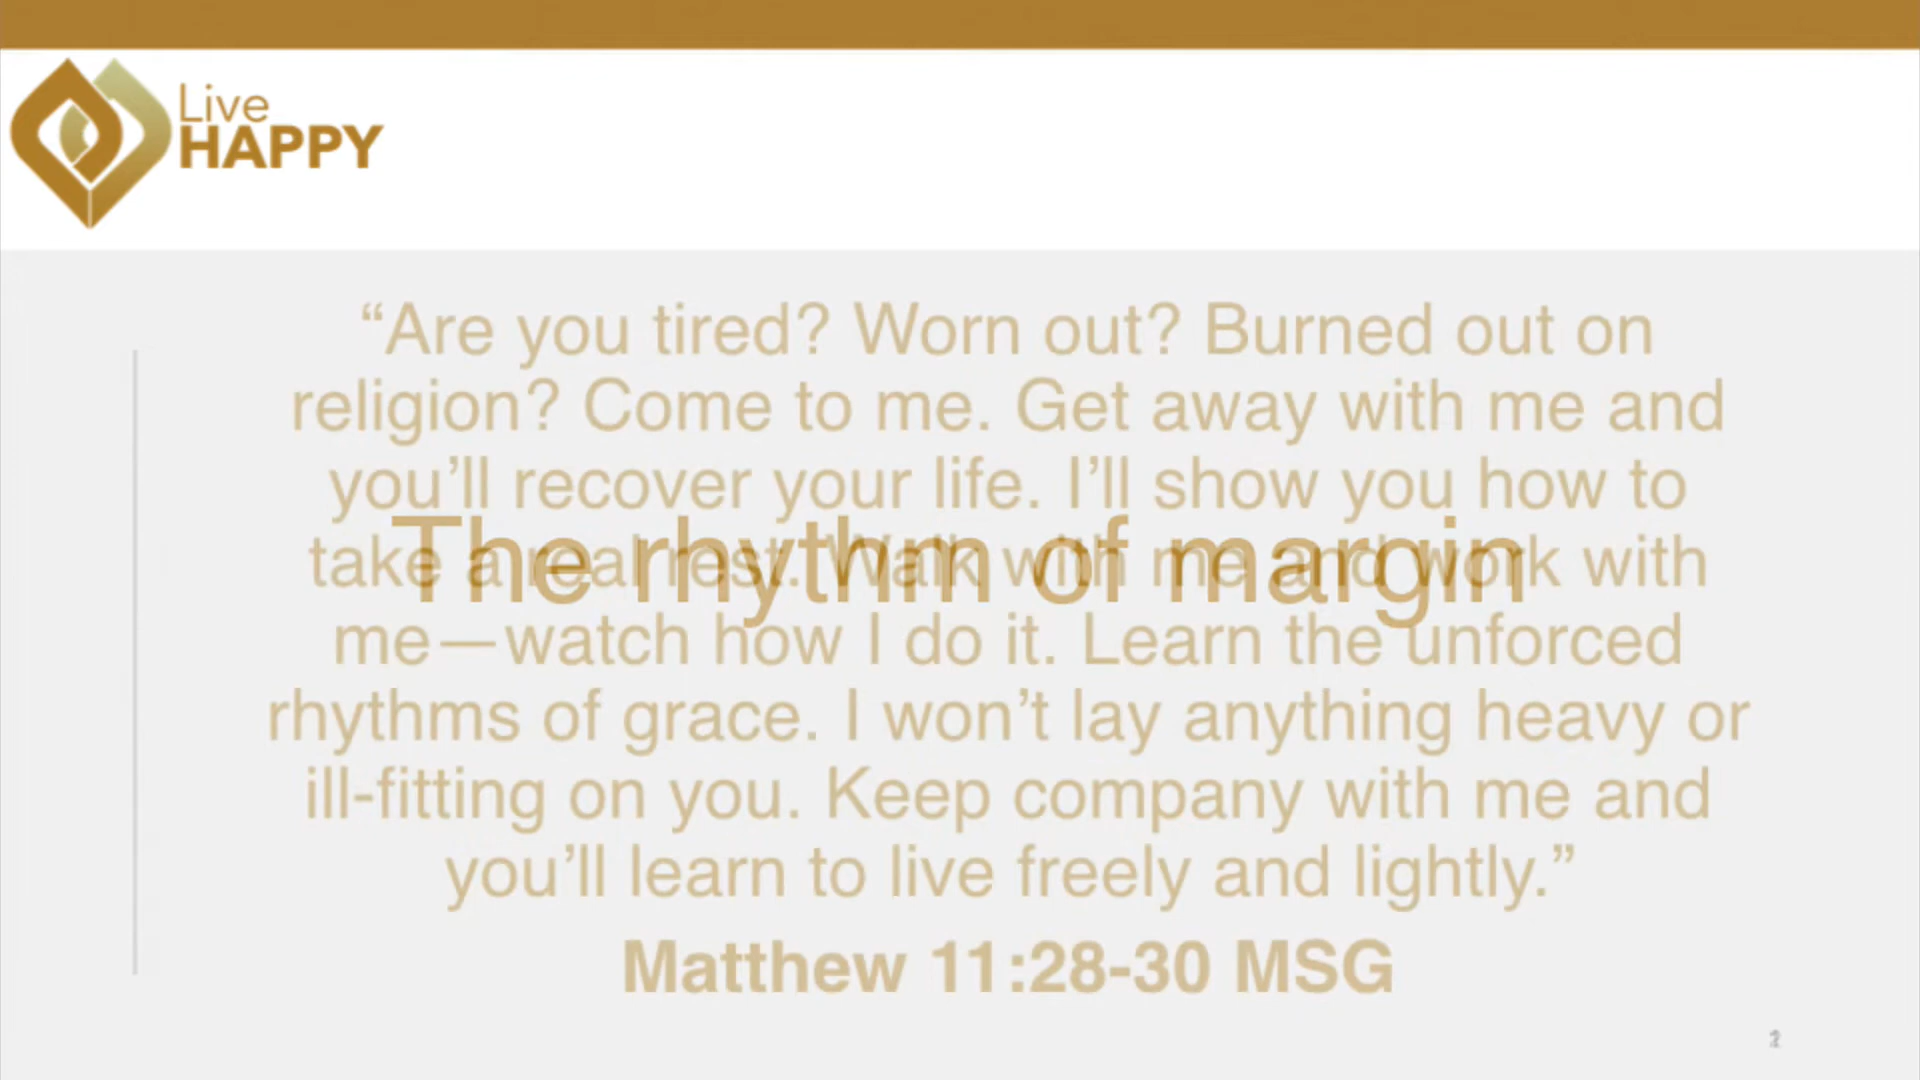 Live
HAPPY
“Are you tired? Worn out? Burned out on
religion? Come to me. Get away with me and
you’ll recover your life. I’ll show you how to
The rhythm of margin
take a real rest. Walk with me and work with
me—watch how I do it. Learn the unforced
rhythms of grace. I won’t lay anything heavy or
ill-fitting on you. Keep company with me and
you’ll learn to live freely and lightly.”
Matthew 11:28-30 MSG